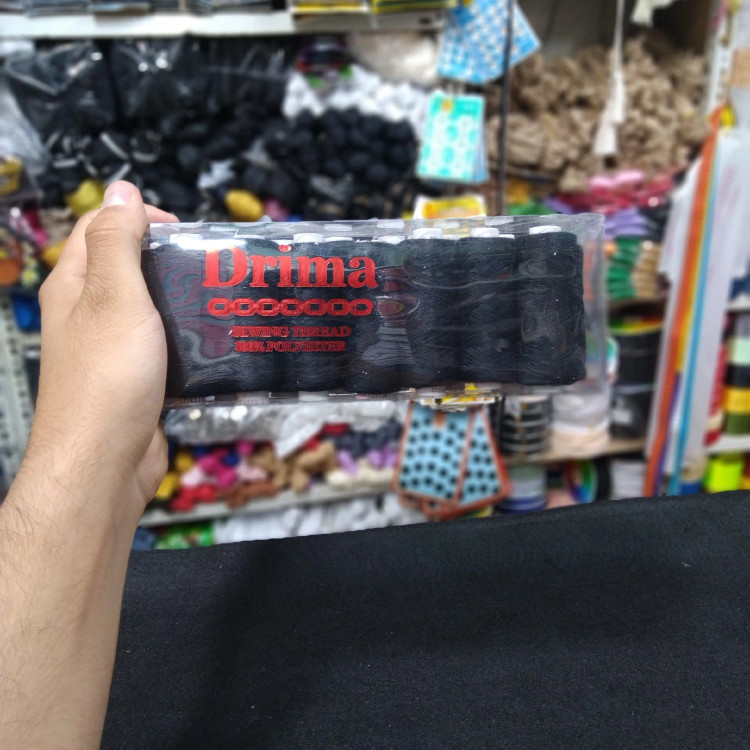 Drima
SEWING THREAD
100% POLYESTER